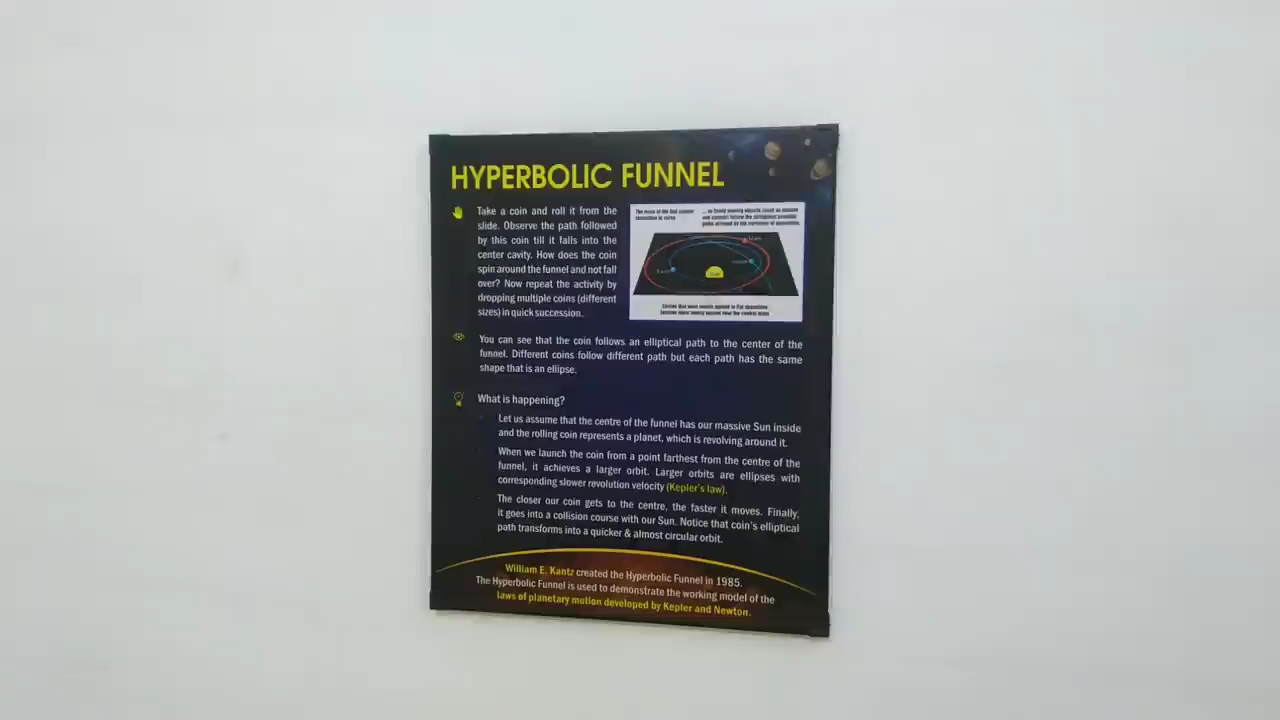 HYPERBOLIC FUNNEL
Take a coin and roll it from the
slide. Observe the path followed
by this coin till it falls into the
center cavity. How does the coin
spin around the funnel and not fall
over? Now repeat the activity by
dropping multiple coins (different
sizes) in quick succession.
Sun
You can see that the coin follows an elliptical path to the center of the
funnel. Different coins follow different path but each path has the same
shape that is an ellipse.
What is happening?
Let us assume that the centre of the funnel has our massive Sun inside
and the rolling coin represents a planet, which is revolving around it.
When we launch the coin from a point farthest from the centre of the
funnel, it achieves a larger orbit. Larger orbits are ellipses with
corresponding slower revolution velocity (Kepler's law).
The closer our coin gets to the centre, the faster it moves. Finally,
it goes into a collision course with our Sun. Notice that coin's elliptical
path transforms into a quicker & almost circular orbit.
William E. Kantz created the Hyperbolic Funnel in 1985.
The Hyperbolic Funnel is used to demonstrate the working model of the
laws of planetary motion developed by Kepler and Newton.